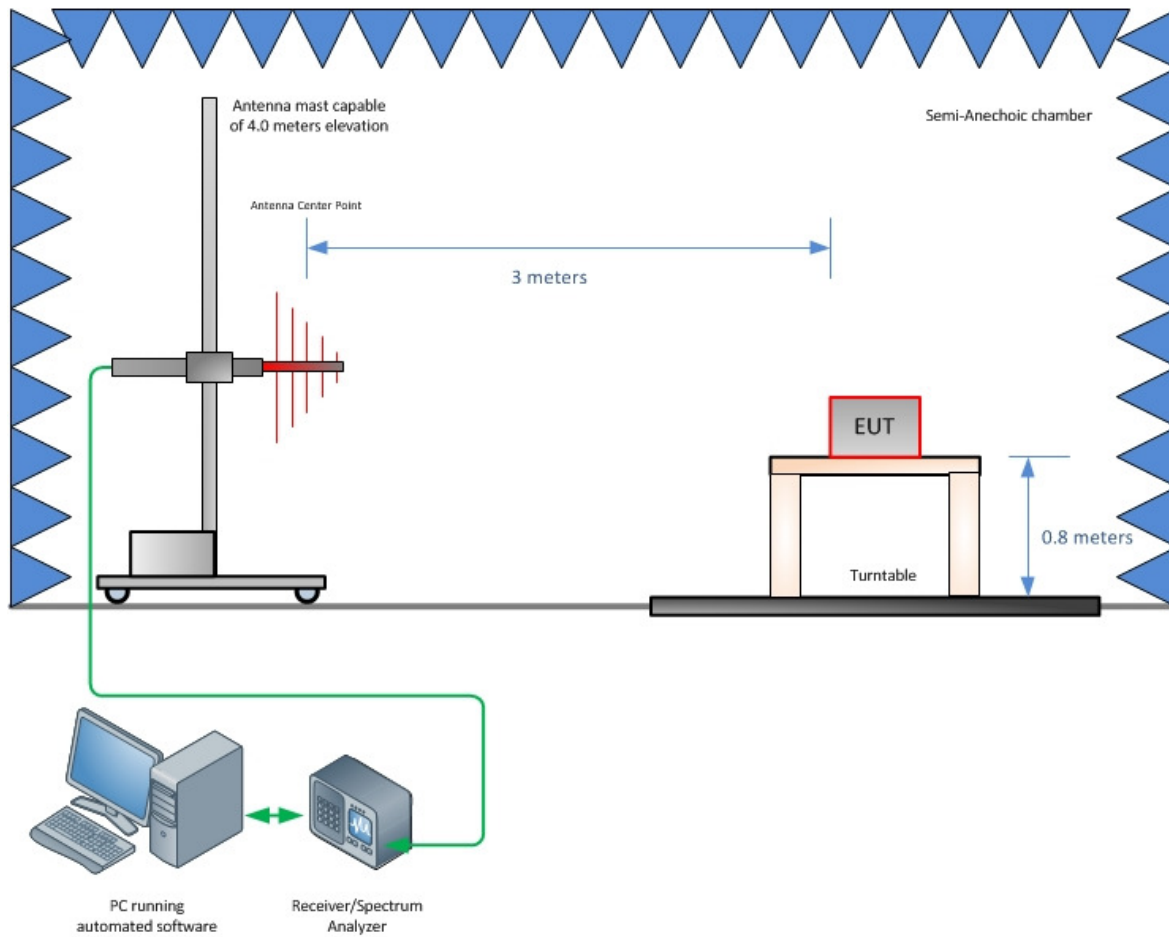 Antenna mast capable
of 4.0 meters elevation
Semi-Anechoic chamber
Antenna Center Point
3 meters
EUT
0.8 meters
Turntable
PC running
automated software
Receiver/Spectrum
Analyzer